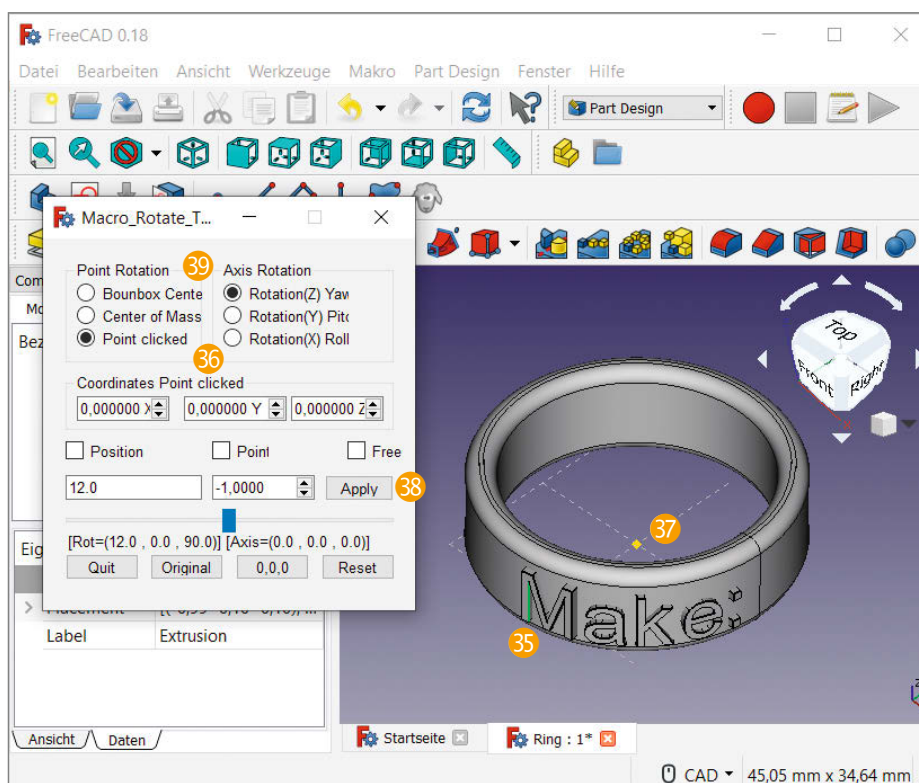 FreeCAD 0.18
Datei Bearbeiten Ansicht Werkzeuge Makro Part Design Fenster Hilfe
Part Design
Macro_Rotate_T...
Point Rotation 39 Axis Rotation
Bounbox Cente Rotation(Z) Yaw
Center of Mass Rotation(Y) Pitc
Point clicked Rotation(X) Roll
36
Coordinates Point clicked
0,000000 X 0,000000 Y 0,000000 Z
Position Point Free
12.0 -1,0000 Apply 38
[Rot=(12.0 , 0.0 , 90.0)] [Axis=(0.0 , 0.0 , 0.0)]
Quit Original 0,0,0 Reset
Com
Mo
Bez
Eig
Label Extrusion
Ansicht Daten
Top
Front Right
37
Make:
35
Startseite Ring : 1*
CAD 45,05 mm x 34,64 mm